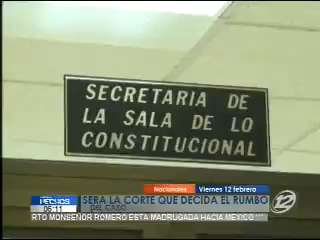 SECRETARIA DE
LA SALA DE LO
CONSTITUCIONAL
Nacionales
Viernes 12 febrero
HECHOS
05:11
SERA LA CORTE QUE DECIDA EL RUMBO
DEL CASO
12
RTO MONSEÑOR ROMERO ESTA MADRUGADA HACIA MEXICO